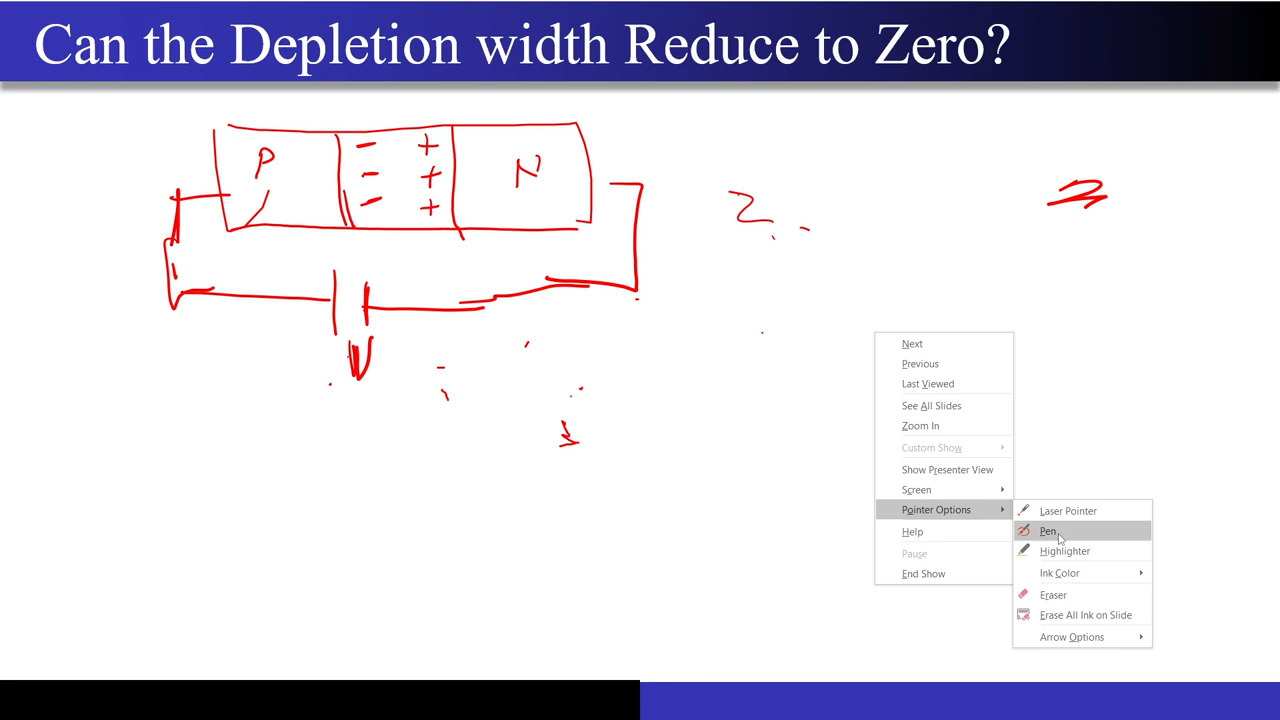 Can the Depletion width Reduce to Zero?
P - + N
- +
- +
V
Next
Previous
Last Viewed
See All Slides
Zoom In
Custom Show
Show Presenter View
Screen
Pointer Options
Help
Pause
End Show
Laser Pointer
Pen
Highlighter
Ink Color
Eraser
Erase All Ink on Slide
Arrow Options